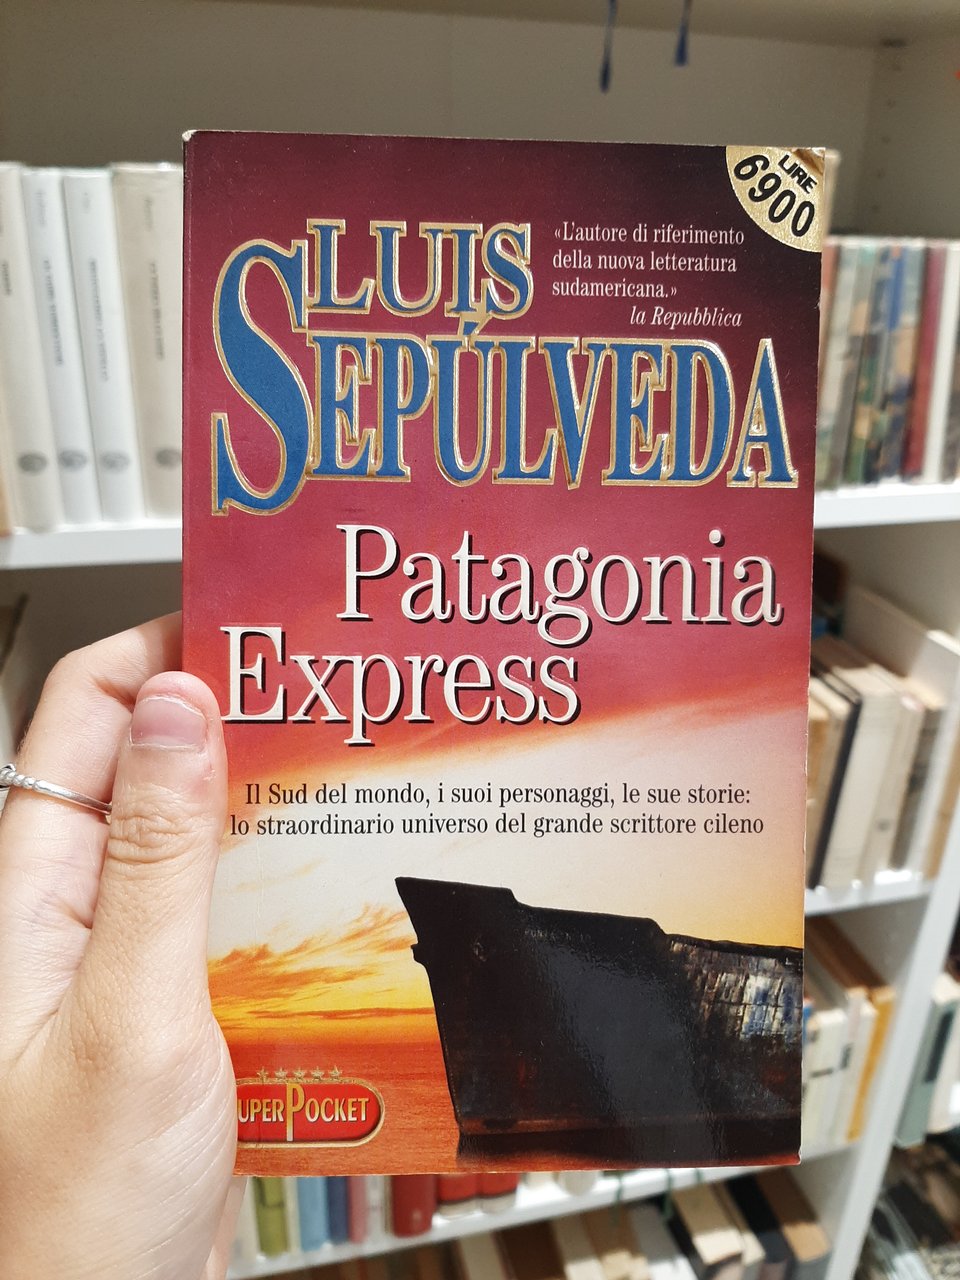 LIRE
6900
«L'autore di riferimento
della nuova letteratura
sudamericana.»
la Repubblica
LUIS
SEPÚLVEDA
Patagonia
Express
Il Sud del mondo, i suoi personaggi, le sue storie:
lo straordinario universo del grande scrittore cileno
UPERPOCKET